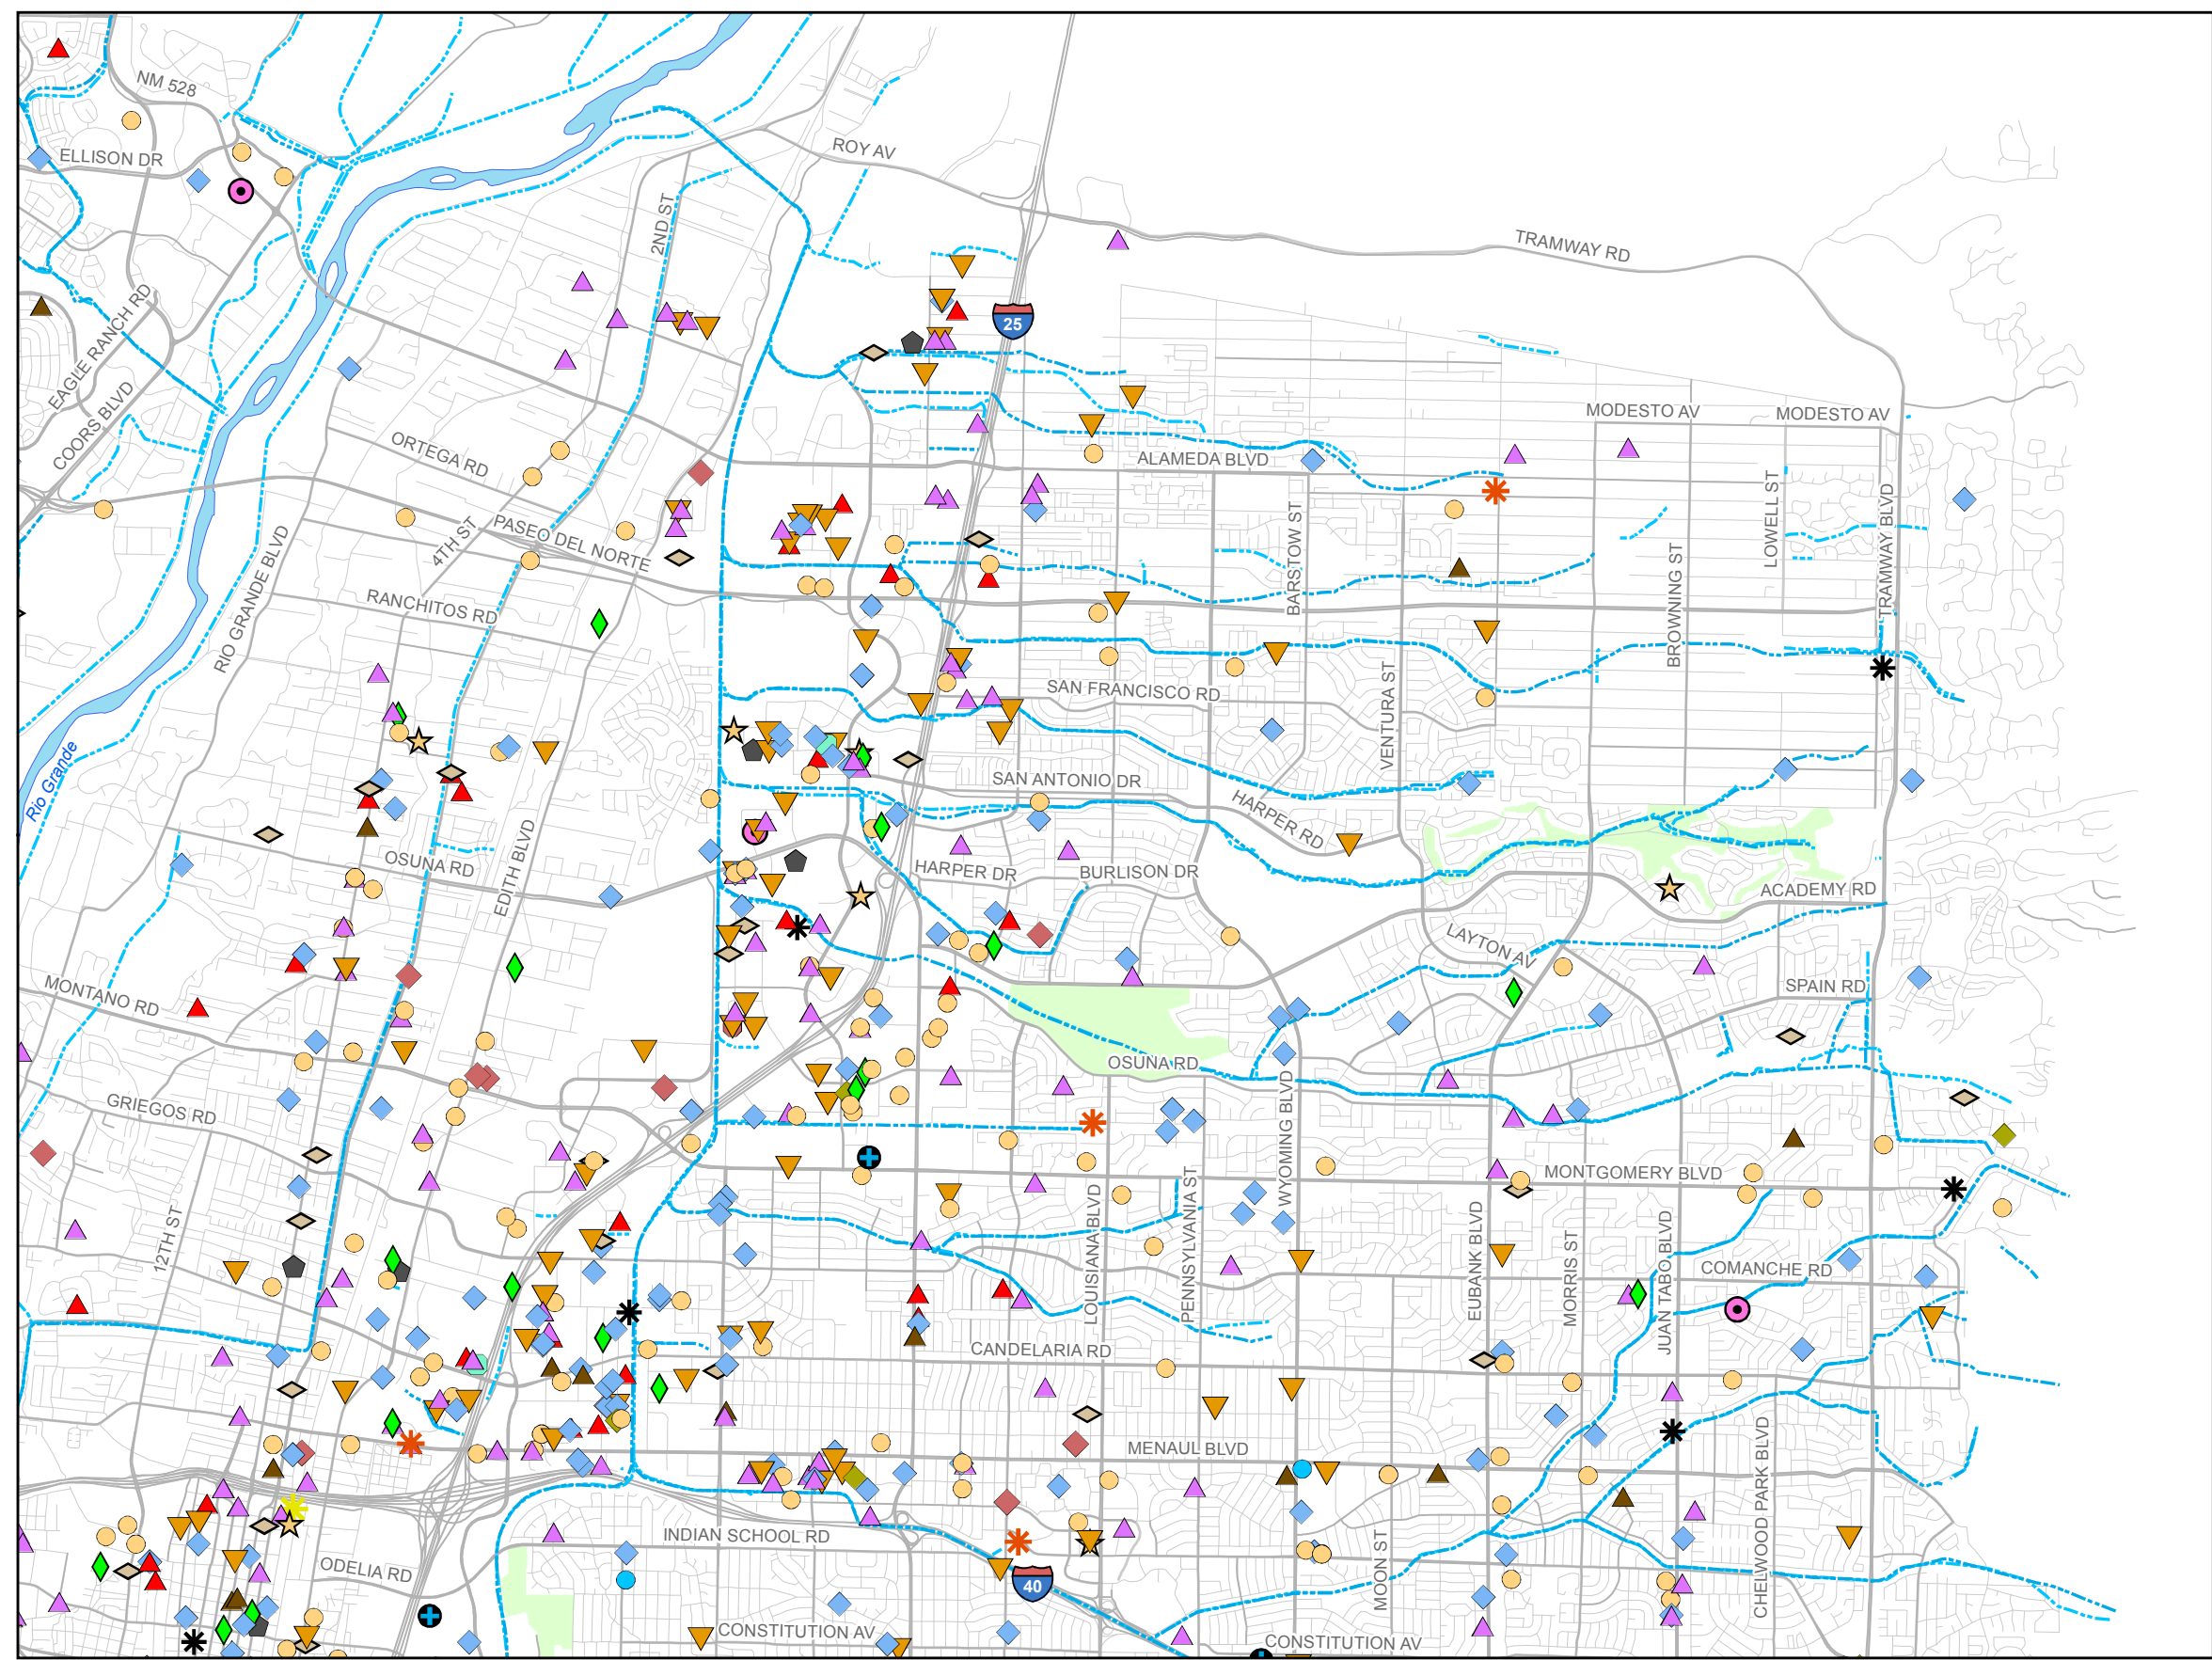 NM 528
ELLISON DR
ROY AV
2ND ST
TRAMWAY RD
EAGLE RANCH RD
25
COORS BLVD
MODESTO AV
MODESTO AV
ORTEGA RD
ALAMEDA BLVD
LOWELL ST
TRAMWAY BLVD
PASEO DEL NORTE
4TH ST
BARSTOW ST
RIO GRANDE BLVD
BROWNING ST
RANCHITOS RD
SAN FRANCISCO RD
VENTURA ST
Rio Grande
SAN ANTONIO DR
HARPER RD
OSUNA RD
EDITH BLVD
HARPER DR
BURLISON DR
ACADEMY RD
LAYTON AV
MONTANO RD
SPAIN RD
OSUNA RD
GRIEGOS RD
WYOMING BLVD
MONTGOMERY BLVD
12TH ST
LOUISIANA BLVD
PENNSYLVANIA ST
EUBANK BLVD
MORRIS ST
JUAN TABO BLVD
COMANCHE RD
CANDELARIA RD
MENAUL BLVD
CHELWOOD PARK BLVD
INDIAN SCHOOL RD
MOON ST
ODELIA RD
40
CONSTITUTION AV
CONSTITUTION AV